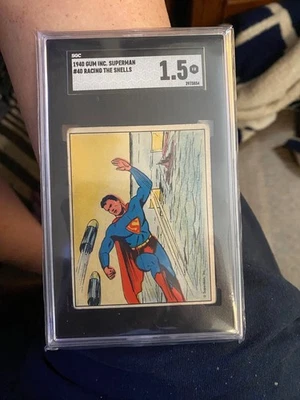 SGC
1940 GUM INC. SUPERMAN
#40 RACING THE SHELLS
1.5